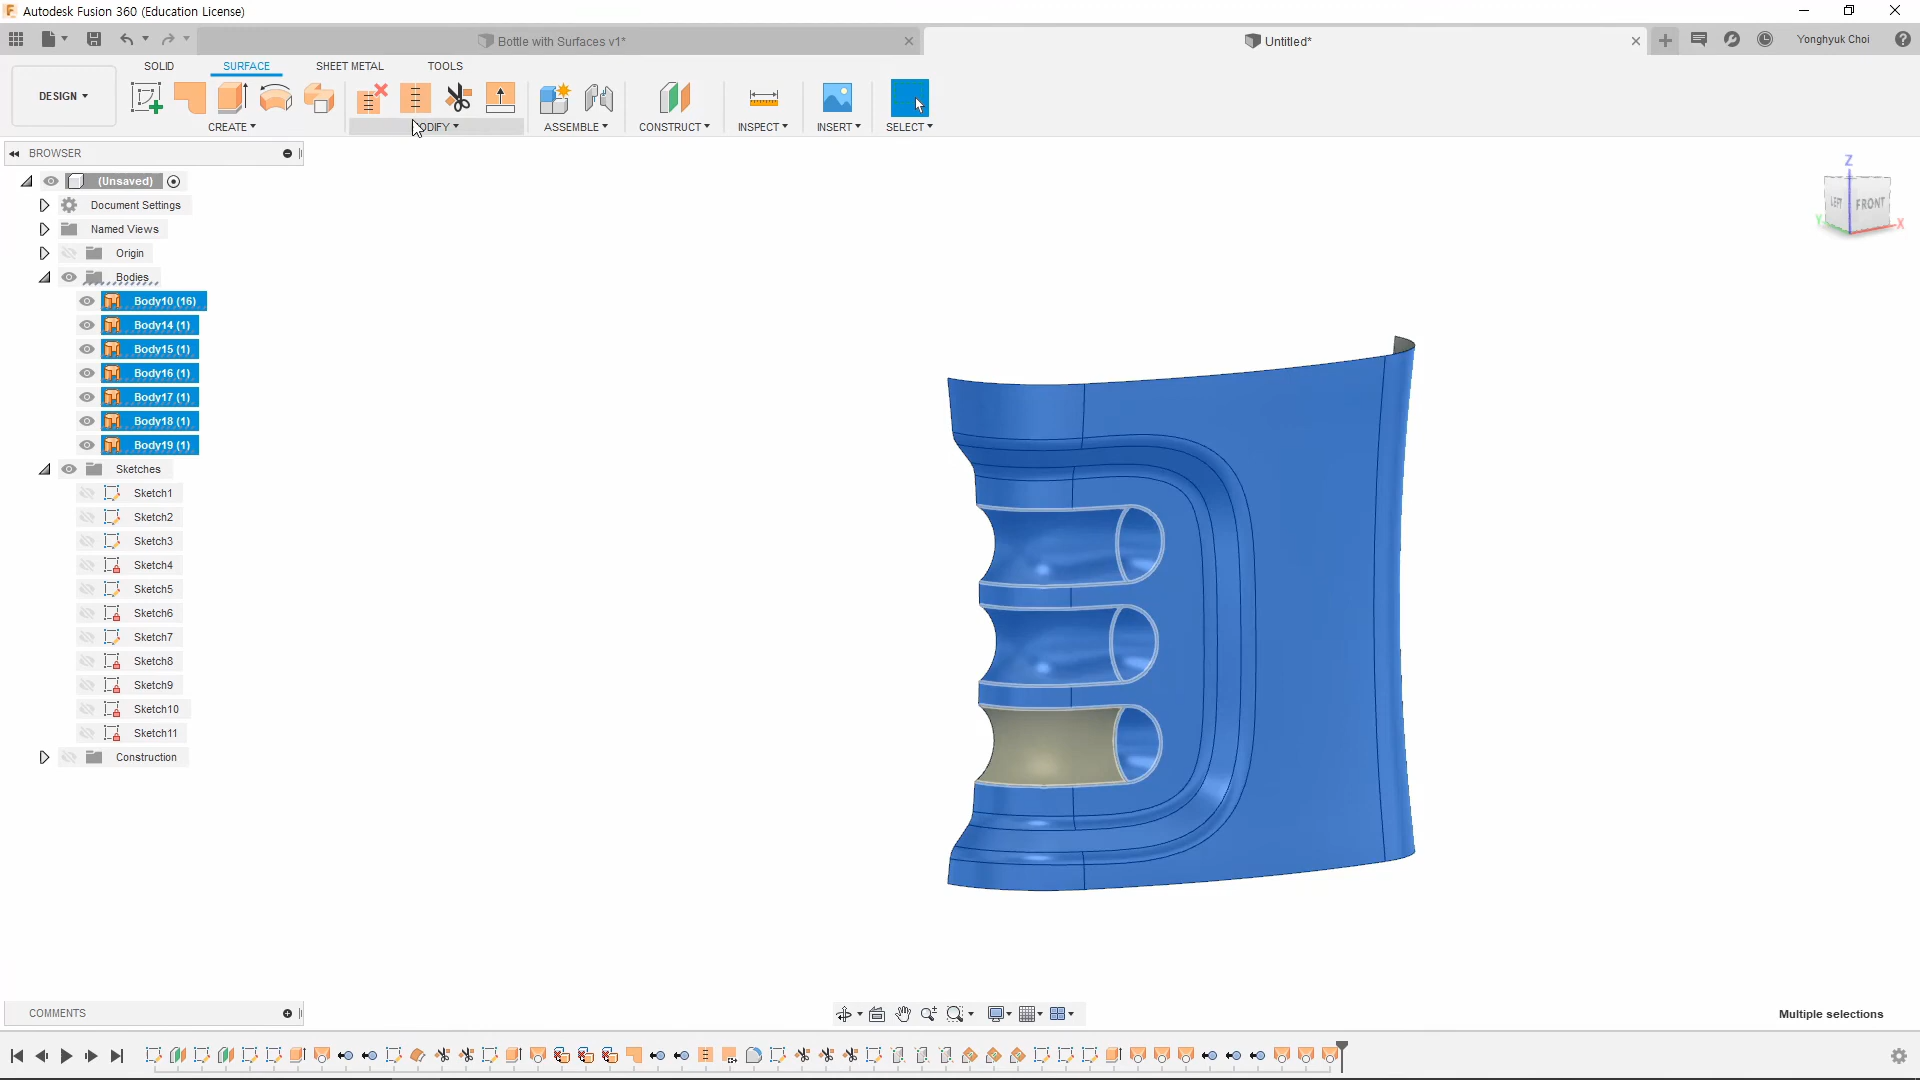 Autodesk Fusion 360 (Education License)
Bottle with Surfaces v1*
Untitled*
Yonghyuk Choi
SOLID
SURFACE
SHEET METAL
TOOLS
DESIGN
CREATE
ODIFY
ASSEMBLE
CONSTRUCT
INSPECT
INSERT
SELECT
BROWSER
(Unsaved)
Document Settings
Named Views
Origin
Bodies
Body10 (16)
Body14 (1)
Body15 (1)
Body16 (1)
Body17 (1)
Body18 (1)
Body19 (1)
Sketches
Sketch1
Sketch2
Sketch3
Sketch4
Sketch5
Sketch6
Sketch7
Sketch8
Sketch9
Sketch10
Sketch11
Construction
Z
LEFT
FRONT
Y
X
COMMENTS
Multiple selections